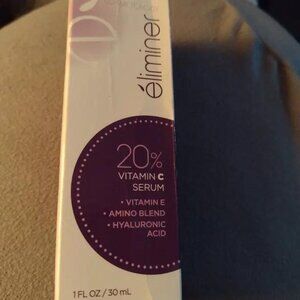 éliminer
20%
VITAMIN C
SERUM
• VITAMIN E
• AMINO BLEND
• HYALURONIC
ACID
1 FL OZ / 30 mL